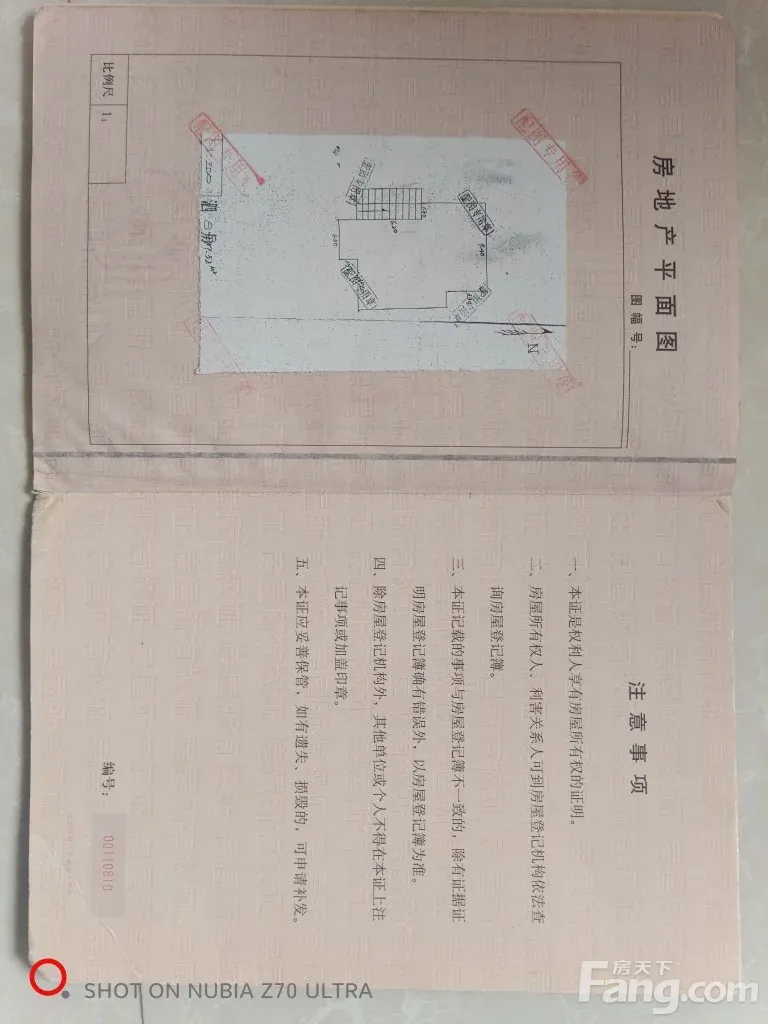 房地产平面图
图幅号：
比例尺 1：
配图专用
1：200
N
注意事项
一、本证是权利人享有房屋所有权的证明。
二、房屋所有权人、利害关系人可到房屋登记机构依法查
询房屋登记簿。
三、本证记载的事项与房屋登记簿不一致的，除有证据证
明房屋登记簿确有错误外，以房屋登记簿为准。
四、除房屋登记机构外，其他单位或个人不得在本证上注
记事项或加盖印章。
五、本证应妥善保管，如有遗失、损毁的，可申请补发。
编号：
00110810
SHOT ON NUBIA Z70 ULTRA
房天下
Fang.com